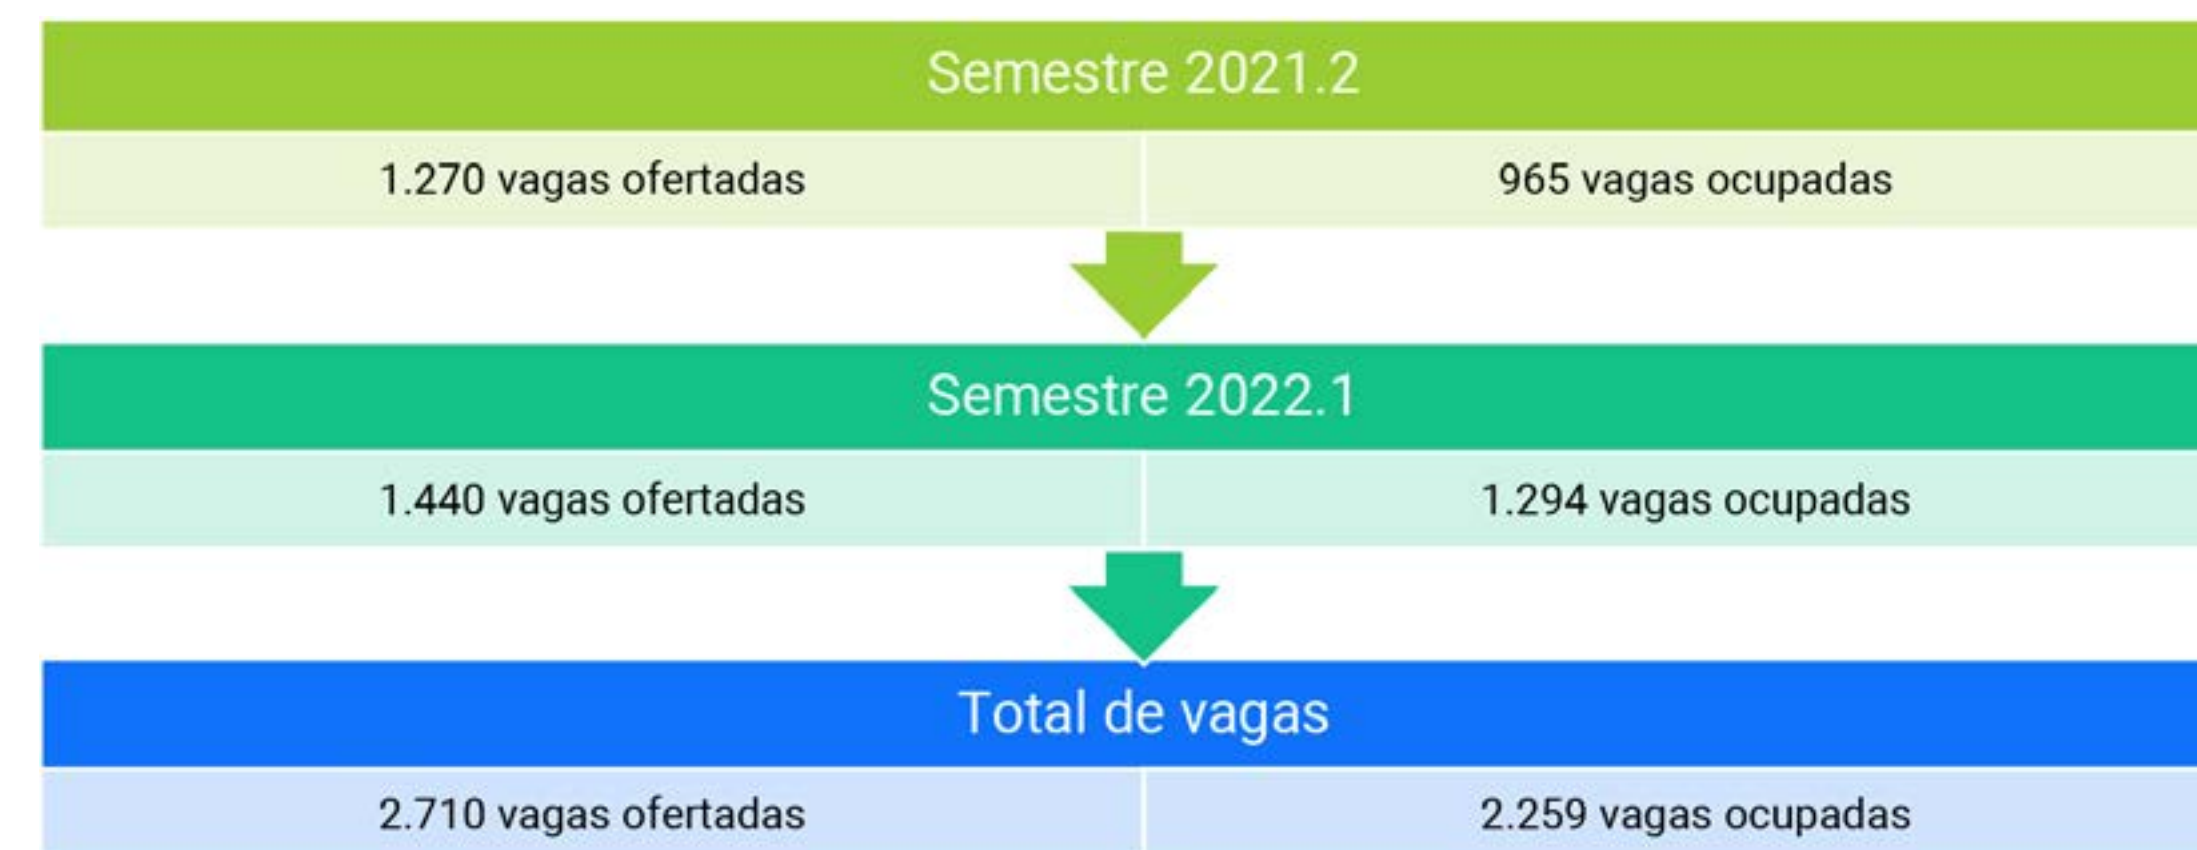 Semestre 2021.2
1.270 vagas ofertadas
965 vagas ocupadas
Semestre 2022.1
1.440 vagas ofertadas
1.294 vagas ocupadas
Total de vagas
2.710 vagas ofertadas
2.259 vagas ocupadas